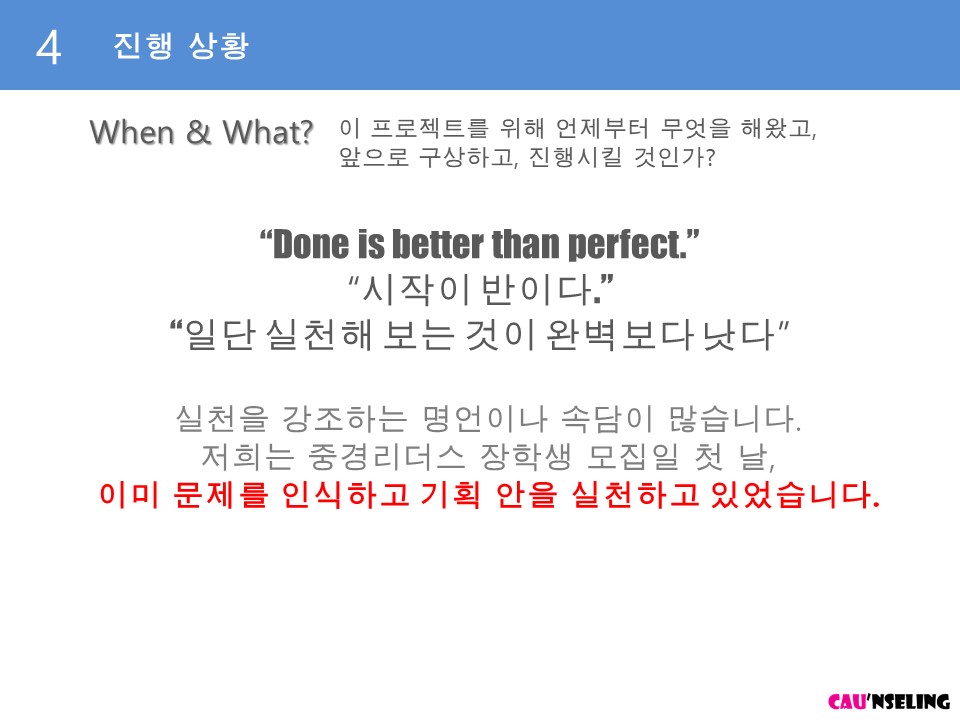 4 진행 상황
When & What?
이 프로젝트를 위해 언제부터 무엇을 해왔고,
앞으로 구상하고, 진행시킬 것인가?
“Done is better than perfect.”
“시작이 반이다.”
“일단 실천해 보는 것이 완벽보다 낫다”
실천을 강조하는 명언이나 속담이 많습니다.
저희는 중경리더스 장학생 모집일 첫 날,
이미 문제를 인식하고 기획 안을 실천하고 있었습니다.
CAU'NSELING